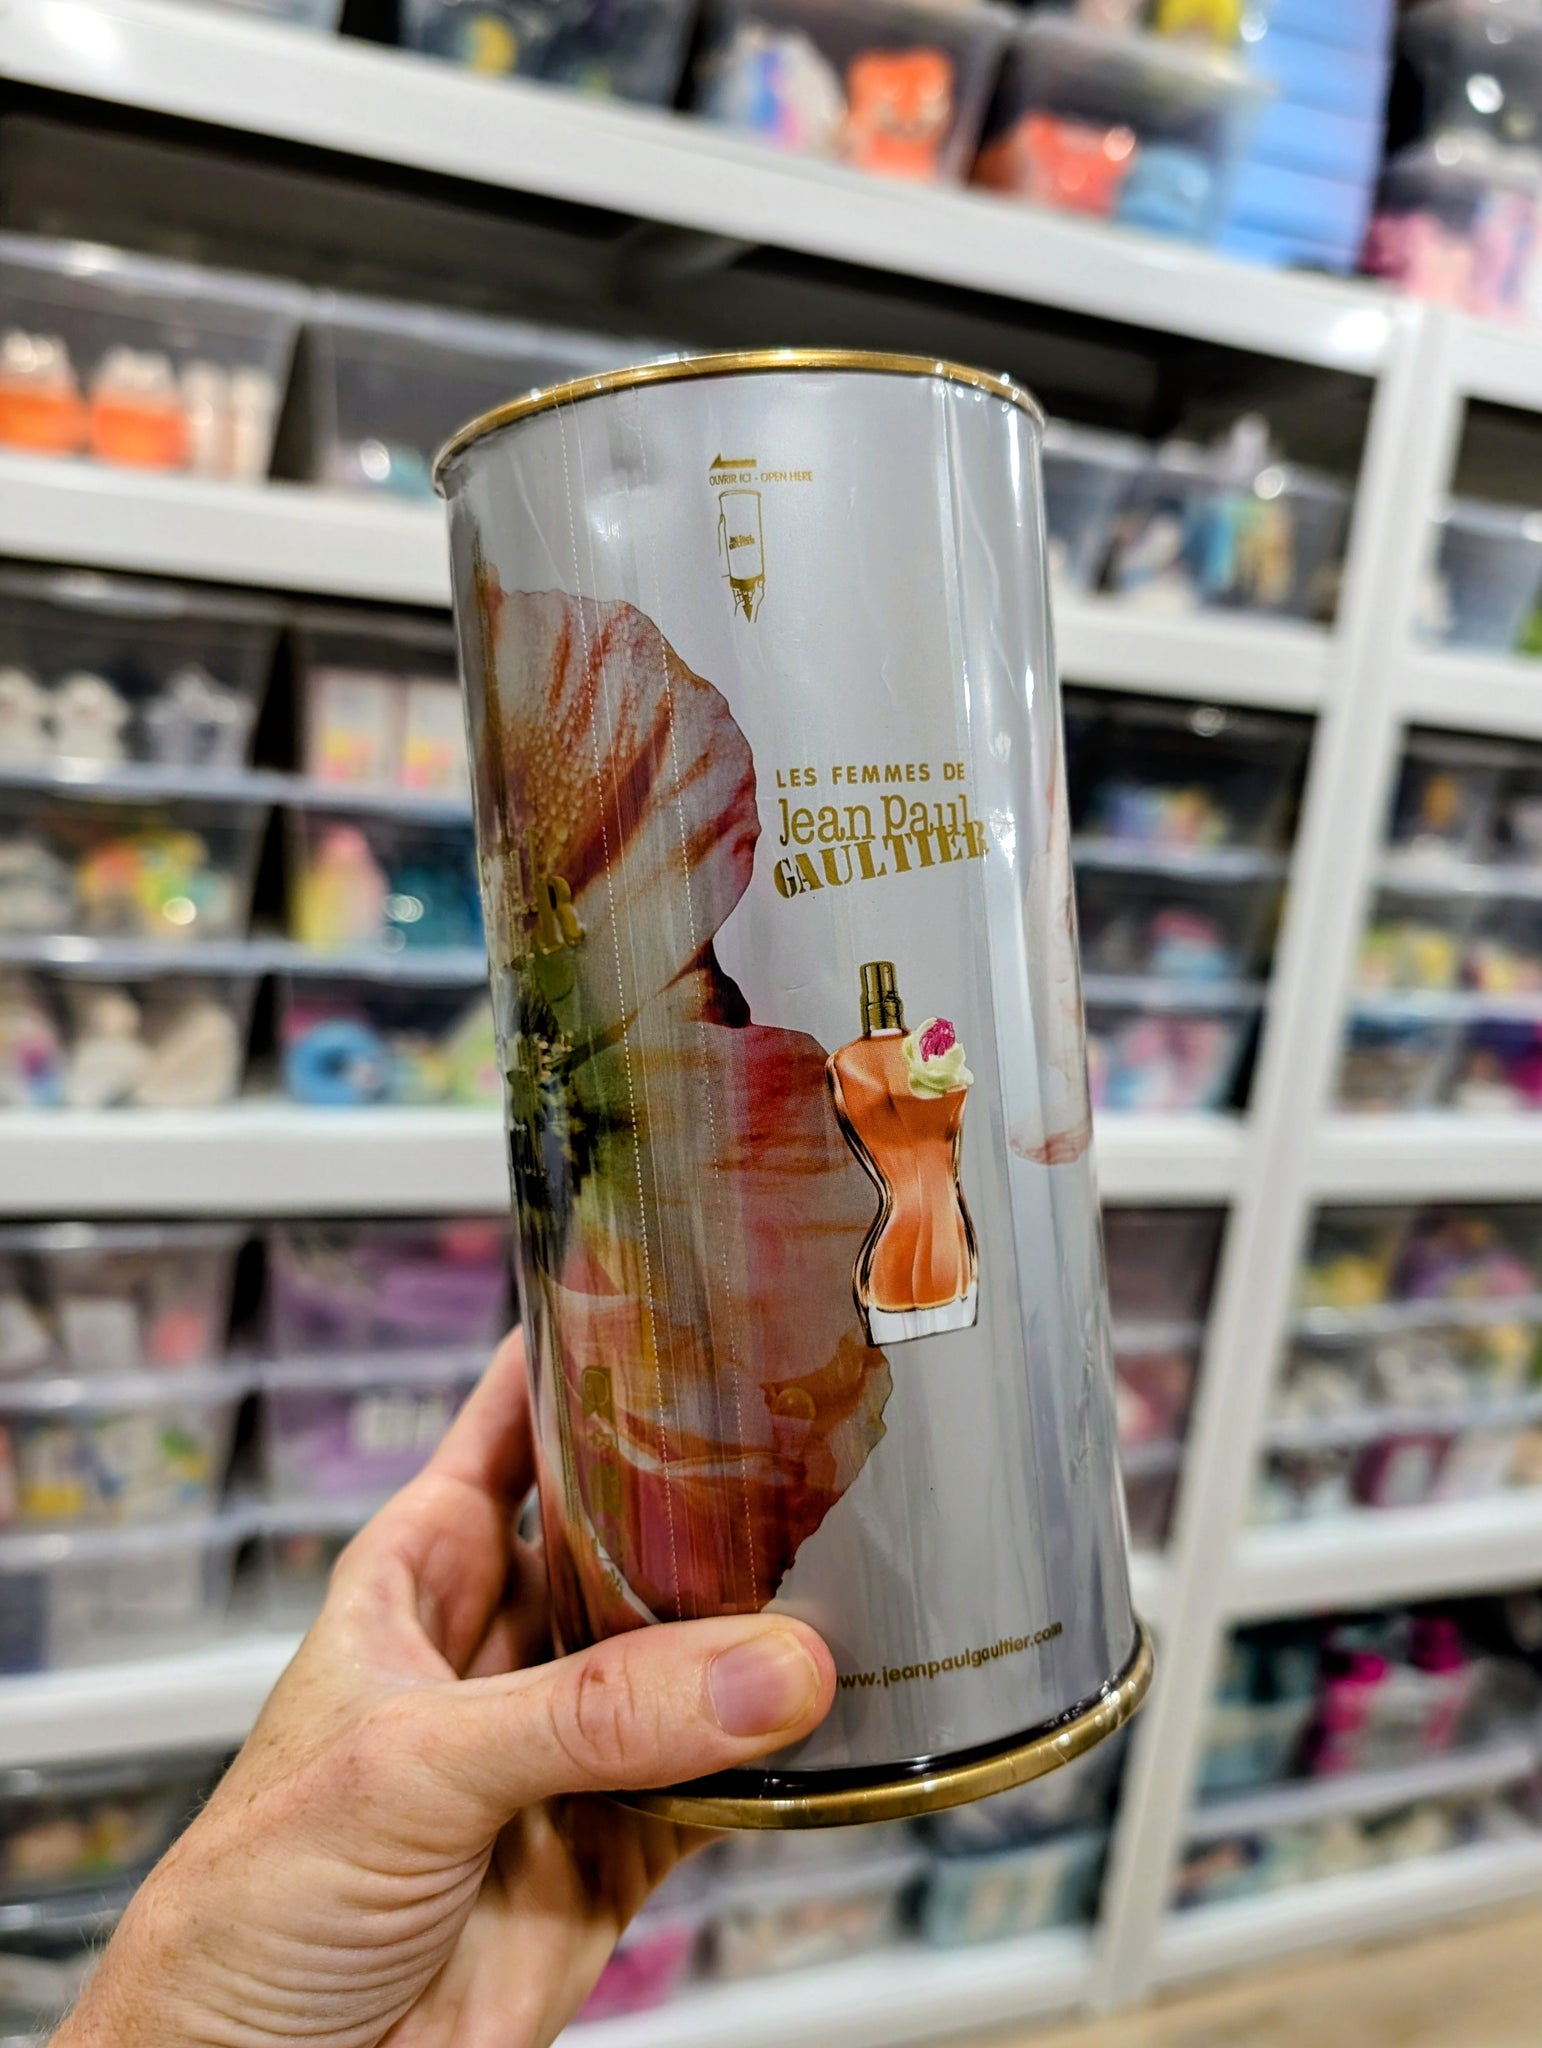 OUVRIR ICI - OPEN HERE
LES FEMMES DE
Jean Paul
GAULTIER
www.jeanpaulgaultier.com